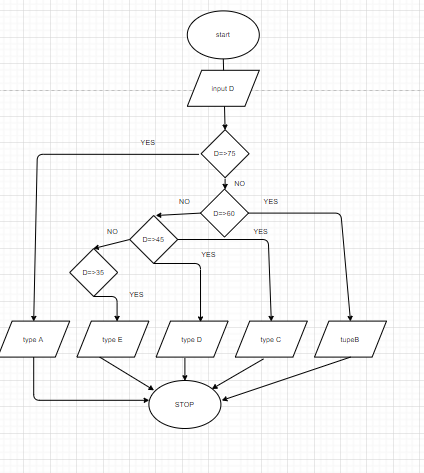 start
input D
YES
D=>75
NO
NO
YES
D=>60
NO
YES
D=>45
YES
D=>35
YES
type A
type E
type D
type C
tupeB
STOP